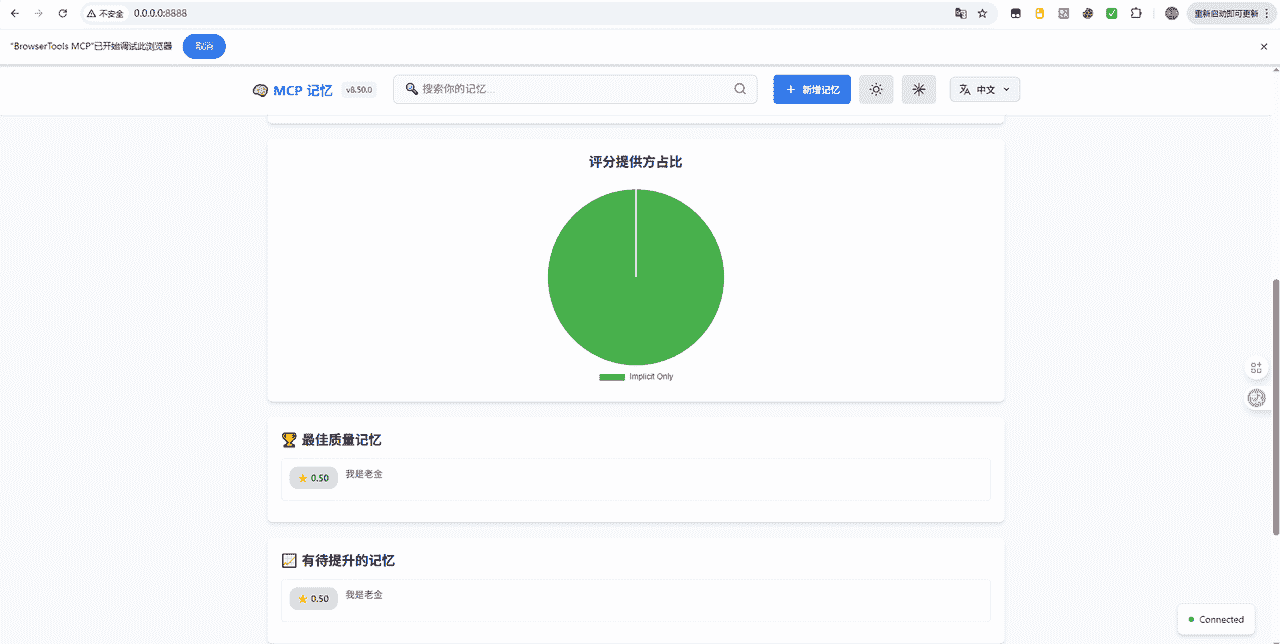 不安全 0.0.0.0:8888 重新启动即可更新
"BrowserTools MCP"已开始调试此浏览器 取消
MCP 记忆 v8.50.0 搜索你的记忆... 新增记忆 中文
评分提供方占比
Implicit Only
最佳质量记忆
0.50 我是老金
有待提升的记忆
0.50 我是老金
Connected